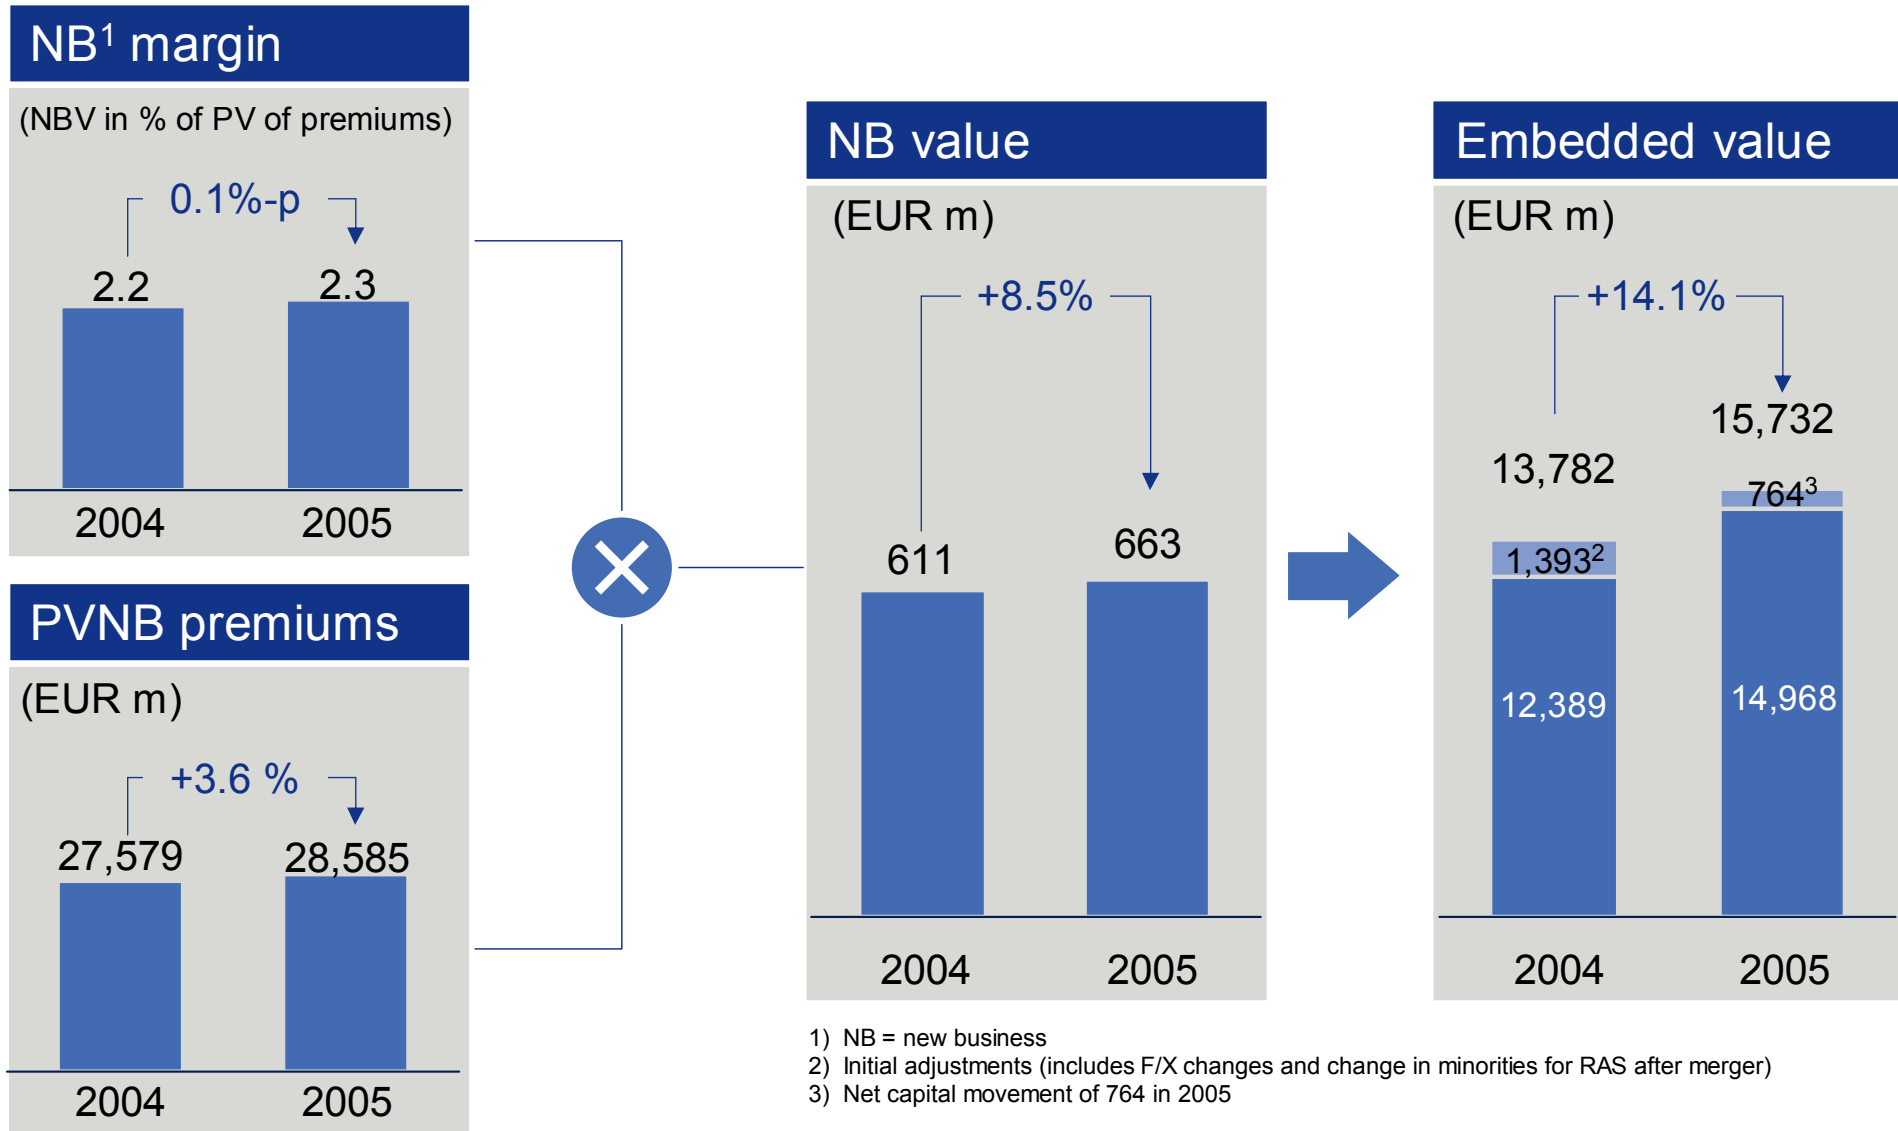 NB¹ margin
(NBV in % of PV of premiums)
0.1%-p
2.2
2.3
2004
2005
PVNB premiums
(EUR m)
+3.6 %
27,579
28,585
2004
2005
NB value
(EUR m)
+8.5%
611
663
2004
2005
Embedded value
(EUR m)
+14.1%
13,782
15,732
1,393²
764³
12,389
14,968
2004
2005
1) NB = new business
2) Initial adjustments (includes F/X changes and change in minorities for RAS after merger)
3) Net capital movement of 764 in 2005